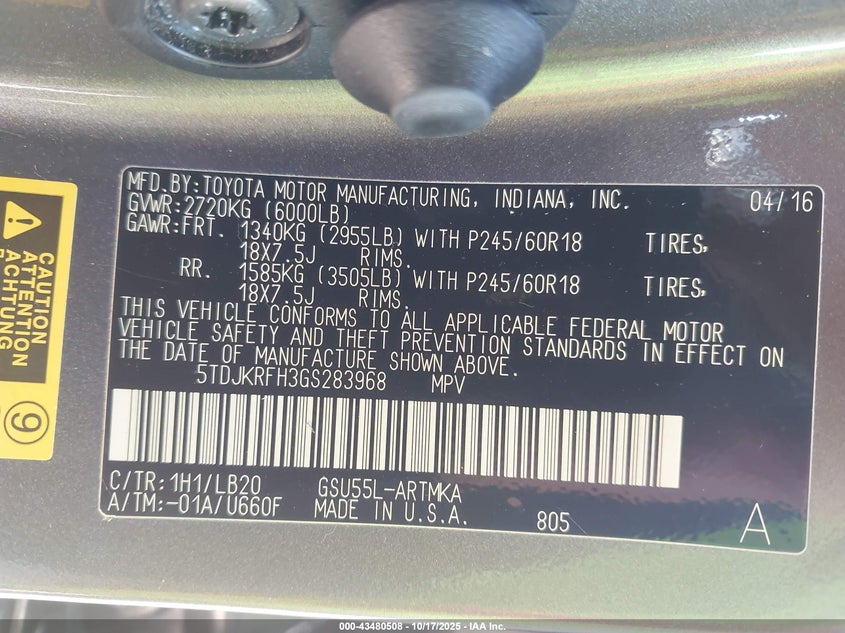 MFD.BY:TOYOTA MOTOR MANUFACTURING, INDIANA, INC. 04/16
GVWR:2720KG (6000LB)
GAWR:FRT. 1340KG (2955LB) WITH P245/60R18 TIRES,
18X7.5J RIMS.
RR. 1585KG (3505LB) WITH P245/60R18 TIRES,
18X7.5J RIMS.
THIS VEHICLE CONFORMS TO ALL APPLICABLE FEDERAL MOTOR
VEHICLE SAFETY AND THEFT PREVENTION STANDARDS IN EFFECT ON
THE DATE OF MANUFACTURE SHOWN ABOVE.
5TDJKRFH3GS283968 MPV
C/TR:1H1/LB20 GSU55L-ARTMKA
A/TM:-01A/U660F MADE IN U.S.A. 805 A
CAUTION
ATTENTION
ACHTUNG
9
000-43480508 - 10/17/2025 - IAA Inc.